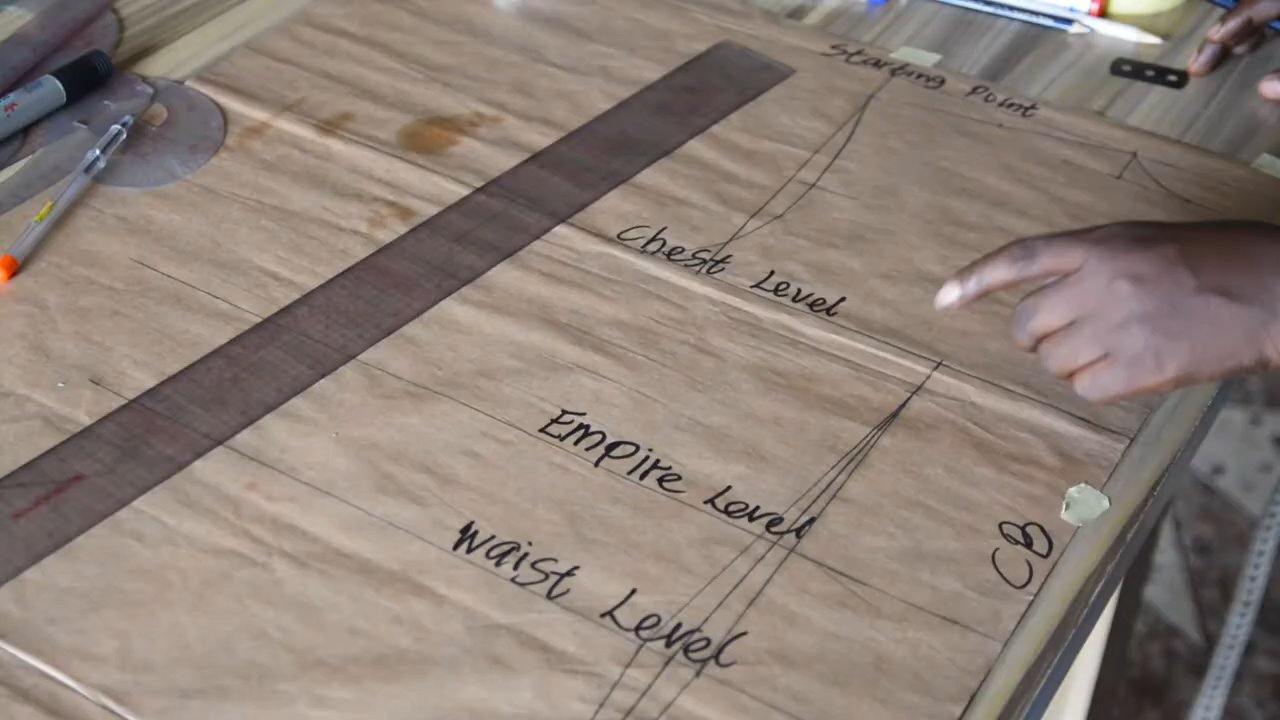 Starting Point
Chest Level
Empire Level
Waist Level
CB